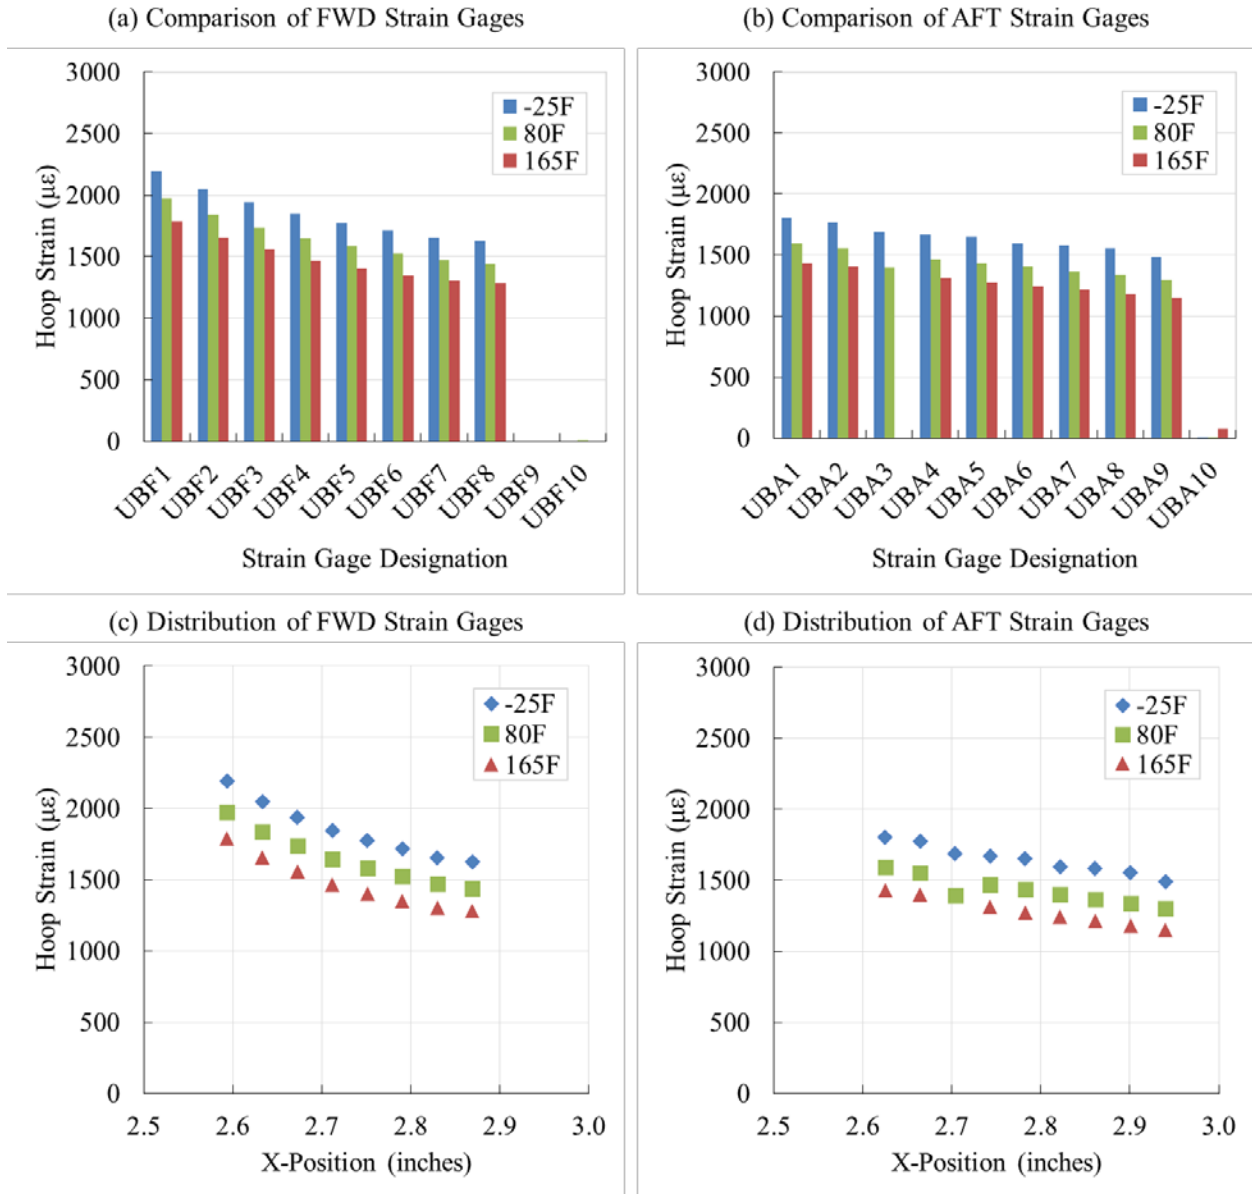 (a) Comparison of FWD Strain Gages
3000
2500
2000
1500
1000
500
0
Hoop Strain (με)
-25F
80F
165F
UBF1
UBF2
UBF3
UBF4
UBF5
UBF6
UBF7
UBF8
UBF9
UBF10
Strain Gage Designation
(b) Comparison of AFT Strain Gages
3000
2500
2000
1500
1000
500
0
Hoop Strain (με)
-25F
80F
165F
UBA1
UBA2
UBA3
UBA4
UBA5
UBA6
UBA7
UBA8
UBA9
UBA10
Strain Gage Designation
(c) Distribution of FWD Strain Gages
3000
2500
2000
1500
1000
500
0
Hoop Strain (με)
-25F
80F
165F
2.5 2.6 2.7 2.8 2.9 3.0
X-Position (inches)
(d) Distribution of AFT Strain Gages
3000
2500
2000
1500
1000
500
0
Hoop Strain (με)
-25F
80F
165F
2.5 2.6 2.7 2.8 2.9 3.0
X-Position (inches)